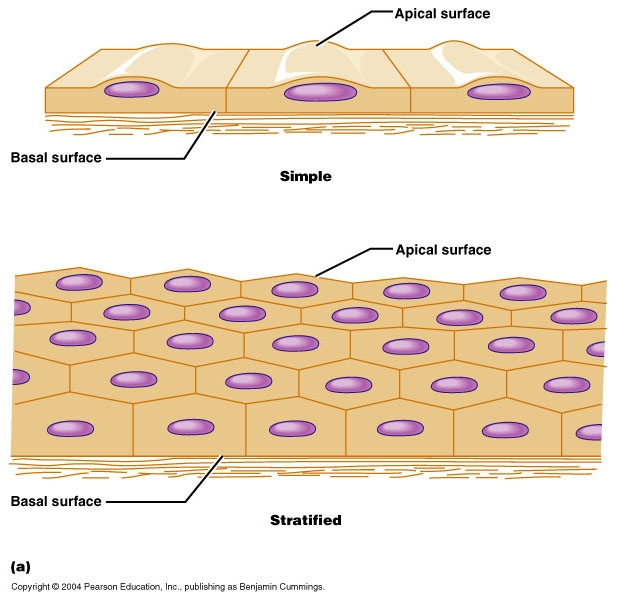 Apical surface
Basal surface
Simple
Apical surface
Basal surface
Stratified
(a)
Copyright © 2004 Pearson Education, Inc., publishing as Benjamin Cummings.